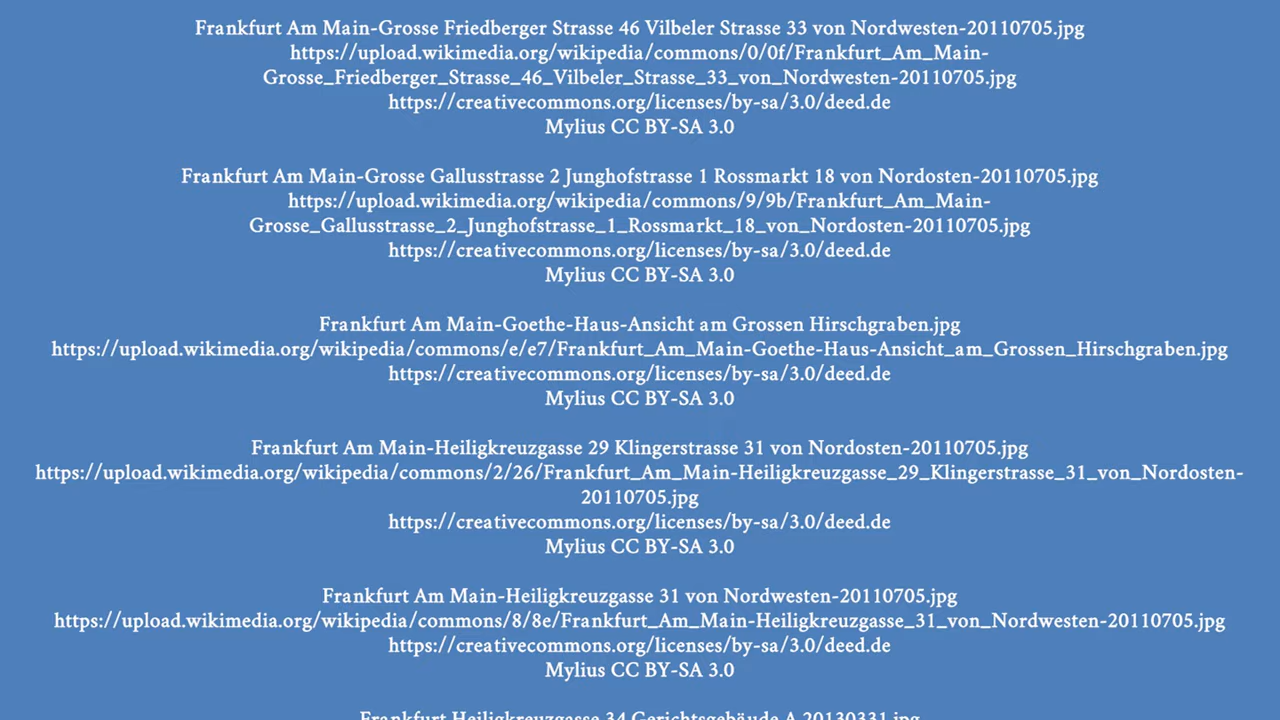 Frankfurt Am Main-Grosse Friedberger Strasse 46 Vilbeler Strasse 33 von Nordwesten-20110705.jpg
https://upload.wikimedia.org/wikipedia/commons/0/0f/Frankfurt_Am_Main-
Grosse_Friedberger_Strasse_46_Vilbeler_Strasse_33_von_Nordwesten-20110705.jpg
https://creativecommons.org/licenses/by-sa/3.0/deed.de
Mylius CC BY-SA 3.0
Frankfurt Am Main-Grosse Gallusstrasse 2 Junghofstrasse 1 Rossmarkt 18 von Nordosten-20110705.jpg
https://upload.wikimedia.org/wikipedia/commons/9/9b/Frankfurt_Am_Main-
Grosse_Gallusstrasse_2_Junghofstrasse_1_Rossmarkt_18_von_Nordosten-20110705.jpg
https://creativecommons.org/licenses/by-sa/3.0/deed.de
Mylius CC BY-SA 3.0
Frankfurt Am Main-Goethe-Haus-Ansicht am Grossen Hirschgraben.jpg
https://upload.wikimedia.org/wikipedia/commons/e/e7/Frankfurt_Am_Main-Goethe-Haus-Ansicht_am_Grossen_Hirschgraben.jpg
https://creativecommons.org/licenses/by-sa/3.0/deed.de
Mylius CC BY-SA 3.0
Frankfurt Am Main-Heiligkreuzgasse 29 Klingerstrasse 31 von Nordosten-20110705.jpg
https://upload.wikimedia.org/wikipedia/commons/2/26/Frankfurt_Am_Main-Heiligkreuzgasse_29_Klingerstrasse_31_von_Nordosten-
20110705.jpg
https://creativecommons.org/licenses/by-sa/3.0/deed.de
Mylius CC BY-SA 3.0
Frankfurt Am Main-Heiligkreuzgasse 31 von Nordwesten-20110705.jpg
https://upload.wikimedia.org/wikipedia/commons/8/8e/Frankfurt_Am_Main-Heiligkreuzgasse_31_von_Nordwesten-20110705.jpg
https://creativecommons.org/licenses/by-sa/3.0/deed.de
Mylius CC BY-SA 3.0
Frankfurt Heiligkreuzgasse 34 Gerichtsgebäude A 20130331.jpg